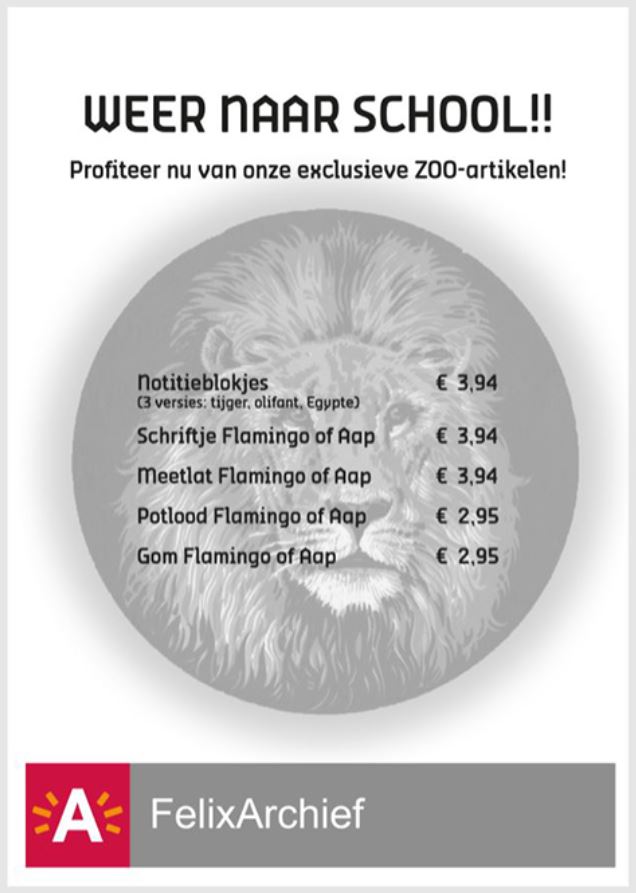 WEER NAAR SCHOOL!!
Profiteer nu van onze exclusieve ZOO-artikelen!
Notitieblokjes € 3,94
(3 versies: tijger, olifant, Egypte)
Schriftje Flamingo of Aap € 3,94
Meetlat Flamingo of Aap € 3,94
Potlood Flamingo of Aap € 2,95
Gom Flamingo of Aap € 2,95
A FelixArchief